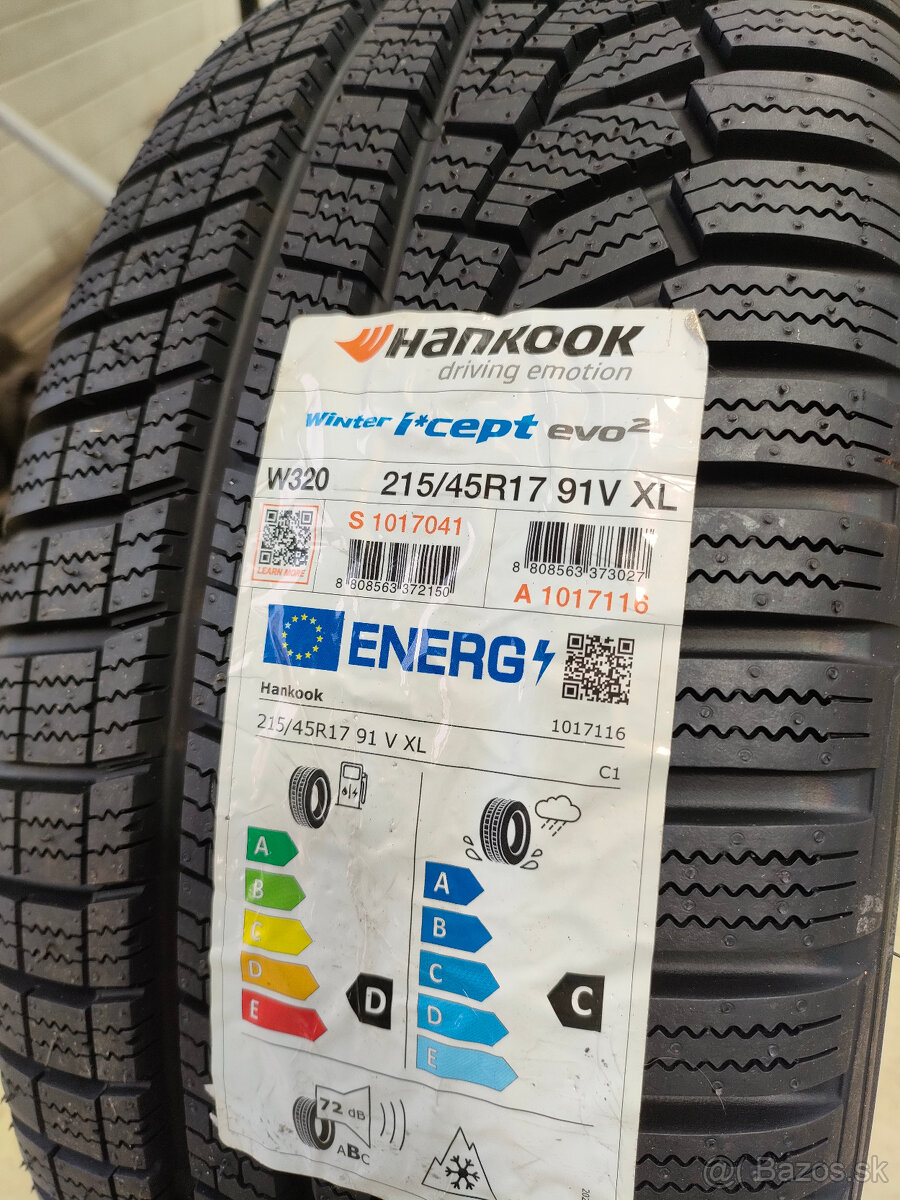 HANKOOK
driving emotion
Winter i*cept evo2
W320 215/45R17 91V XL
LEARN MORE
S 1017041
8 808563 372150
8 808563 373027
A 1017116
ENERG
Hankook
1017116
215/45R17 91 V XL
C1
A
B
C
D
E
D
A
B
C
D
E
C
72 dB
ABC
@ Bazos.sk